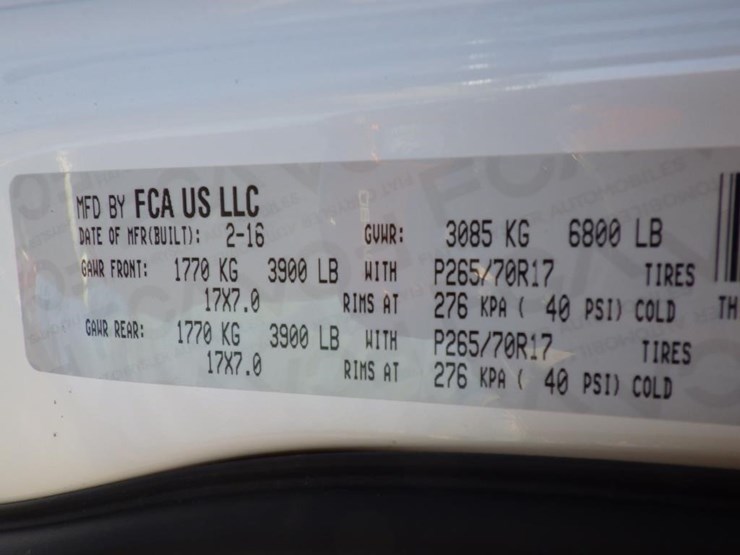 MFD BY FCA US LLC
DATE OF MFR(BUILT): 2-16 GVWR: 3085 KG 6800 LB
GAWR FRONT: 1770 KG 3900 LB WITH P265/70R17 TIRES
17X7.0 RIMS AT 276 KPA ( 40 PSI) COLD TH
GAWR REAR: 1770 KG 3900 LB WITH P265/70R17 TIRES
17X7.0 RIMS AT 276 KPA ( 40 PSI) COLD